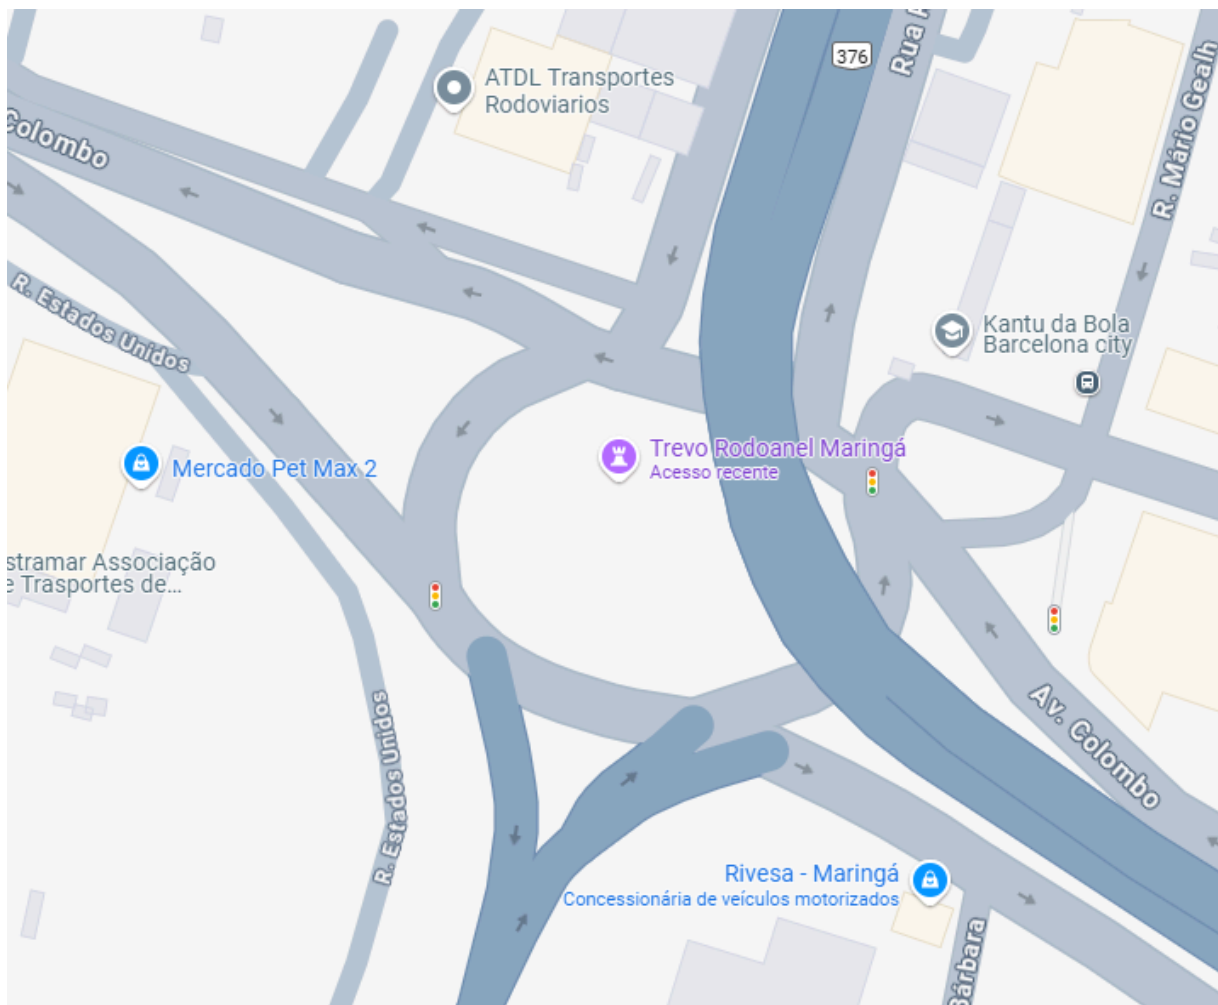 376
Rua A
ATDL Transportes
Rodoviarios
Colombo
R. Mário Gealh
R. Estados Unidos
Kantu da Bola
Barcelona city
Trevo Rodoanel Maringá
Acesso recente
Mercado Pet Max 2
stramar Associação
e Trasportes de...
Av. Colombo
R. Estados Unidos
Rivesa - Maringá
Concessionária de veículos motorizados
Bárbara